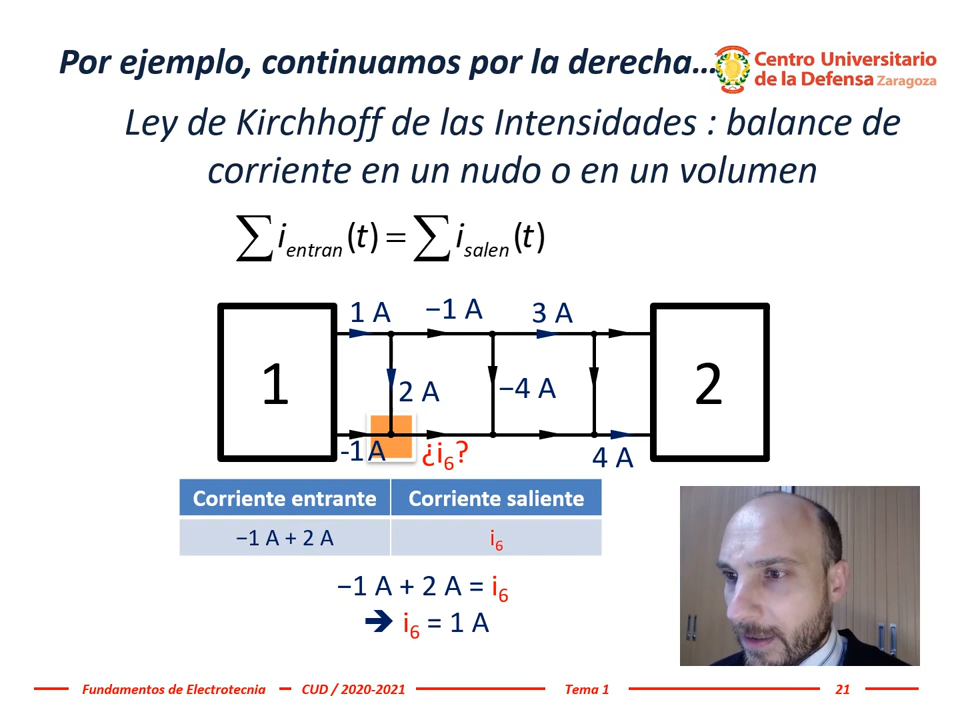 Por ejemplo, continuamos por la derecha...
Centro Universitario
de la Defensa Zaragoza
Ley de Kirchhoff de las Intensidades : balance de
corriente en un nudo o en un volumen
∑ i_entran (t) = ∑ i_salen (t)
1 A −1 A 3 A
1
2
2 A
−4 A
-1 A
¿i₆?
4 A
Corriente entrante Corriente saliente
−1 A + 2 A i₆
−1 A + 2 A = i₆
➔ i₆ = 1 A
Fundamentos de Electrotecnia CUD / 2020-2021 Tema 1 21